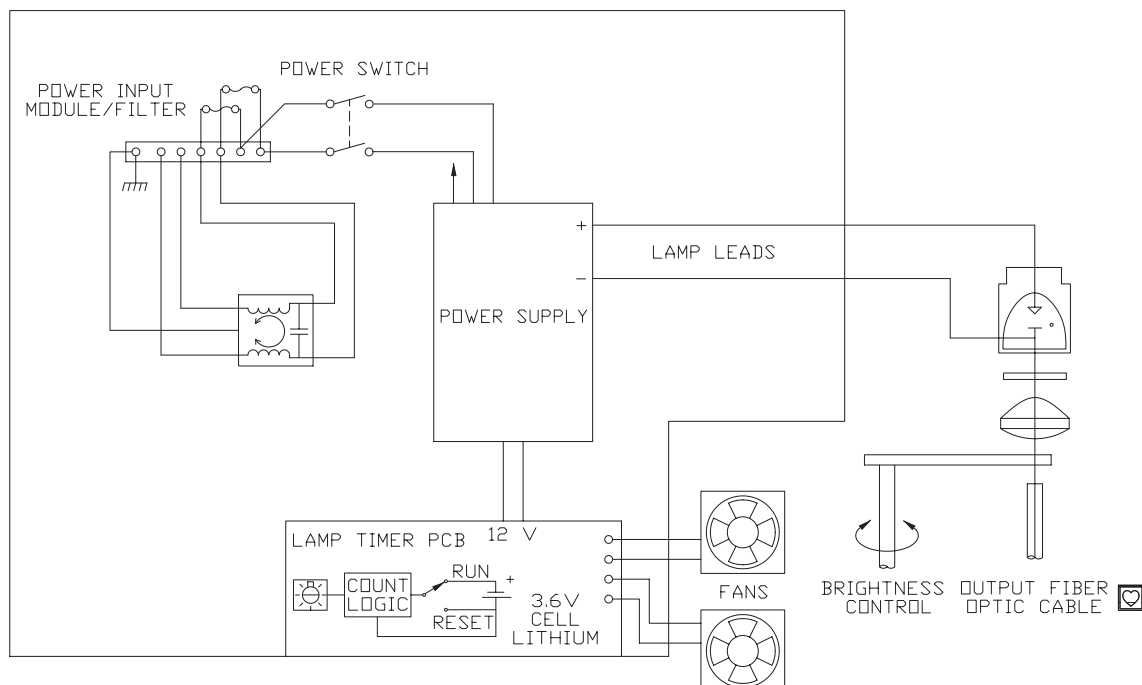 POWER SWITCH
POWER INPUT
MODULE/FILTER
+
LAMP LEADS
−
POWER SUPPLY
LAMP TIMER PCB
12 V
RUN
+
COUNT
LOGIC
3.6V
CELL
LITHIUM
RESET
FANS
BRIGHTNESS
CONTROL
OUTPUT FIBER
OPTIC CABLE